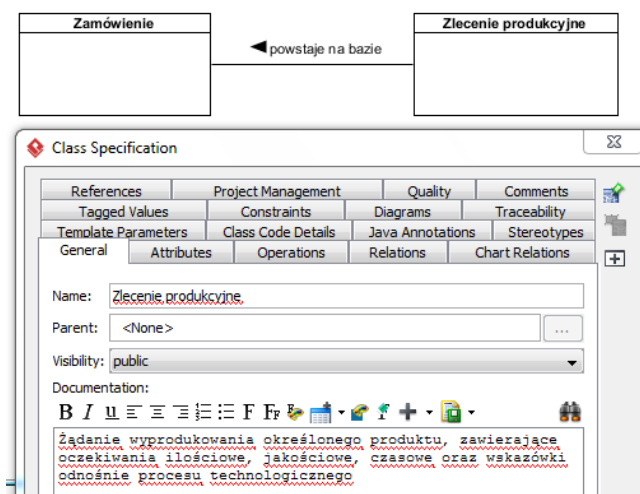 Zamówienie
Zlecenie produkcyjne
◄ powstaje na bazie
Class Specification
References Project Management Quality Comments
Tagged Values Constraints Diagrams Traceability
Template Parameters Class Code Details Java Annotations Stereotypes
General Attributes Operations Relations Chart Relations
Name: Zlecenie produkcyjne
Parent: <None> ...
Visibility: public
Documentation:
B I u F FF
Żądanie wyprodukowania określonego produktu, zawierające
oczekiwania ilościowe, jakościowe, czasowe oraz wskazówki
odnośnie procesu technologicznego